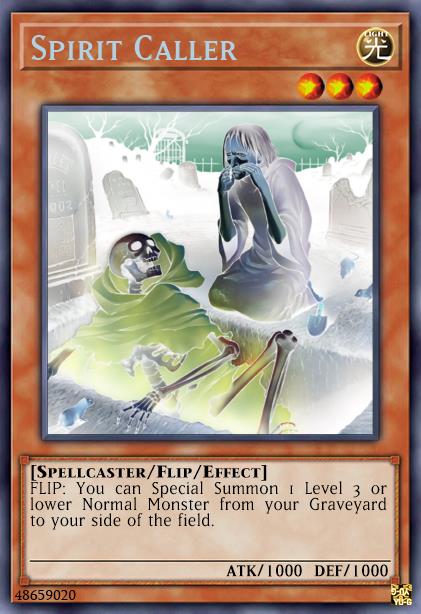 SPIRIT CALLER
LIGHT
光
[SPELLCASTER/FLIP/EFFECT]
FLIP: You can Special Summon 1 Level 3 or
lower Normal Monster from your Graveyard
to your side of the field.
ATK/1000 DEF/1000
48659020